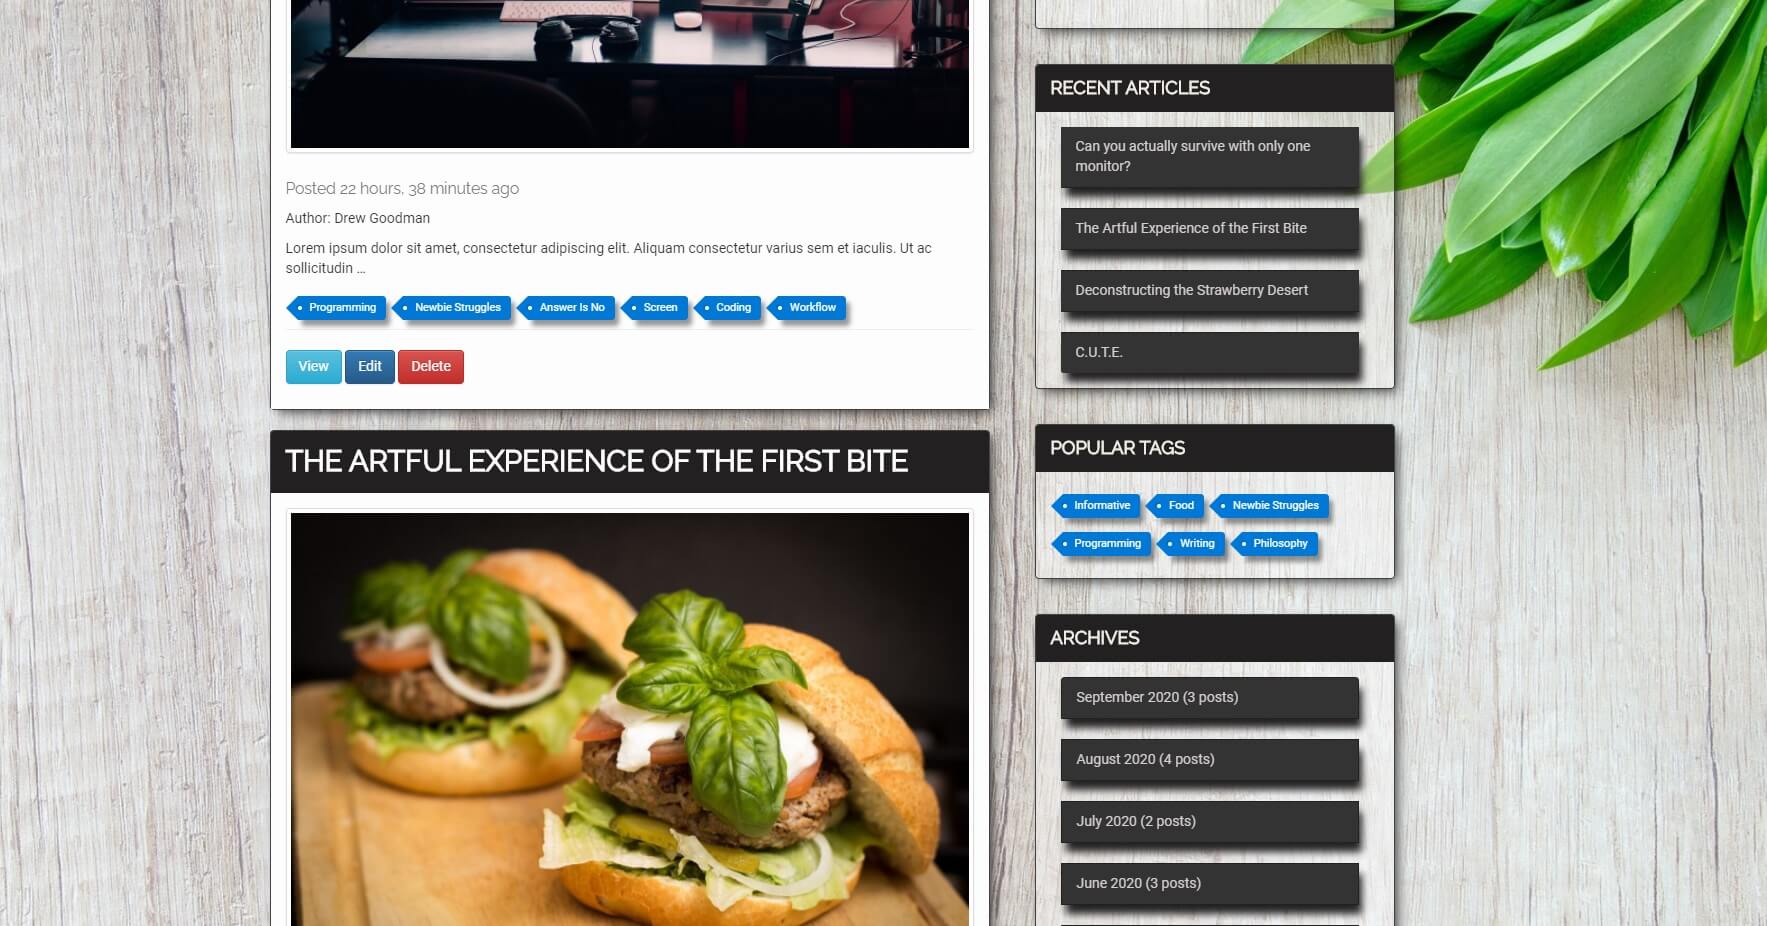 Posted 22 hours, 38 minutes ago
Author: Drew Goodman
Lorem ipsum dolor sit amet, consectetur adipiscing elit. Aliquam consectetur varius sem et iaculis. Ut ac
sollicitudin ...
Programming Newbie Struggles Answer Is No Screen Coding Workflow
View Edit Delete
THE ARTFUL EXPERIENCE OF THE FIRST BITE
RECENT ARTICLES
Can you actually survive with only one
monitor?
The Artful Experience of the First Bite
Deconstructing the Strawberry Desert
C.U.T.E.
POPULAR TAGS
Informative Food Newbie Struggles
Programming Writing Philosophy
ARCHIVES
September 2020 (3 posts)
August 2020 (4 posts)
July 2020 (2 posts)
June 2020 (3 posts)